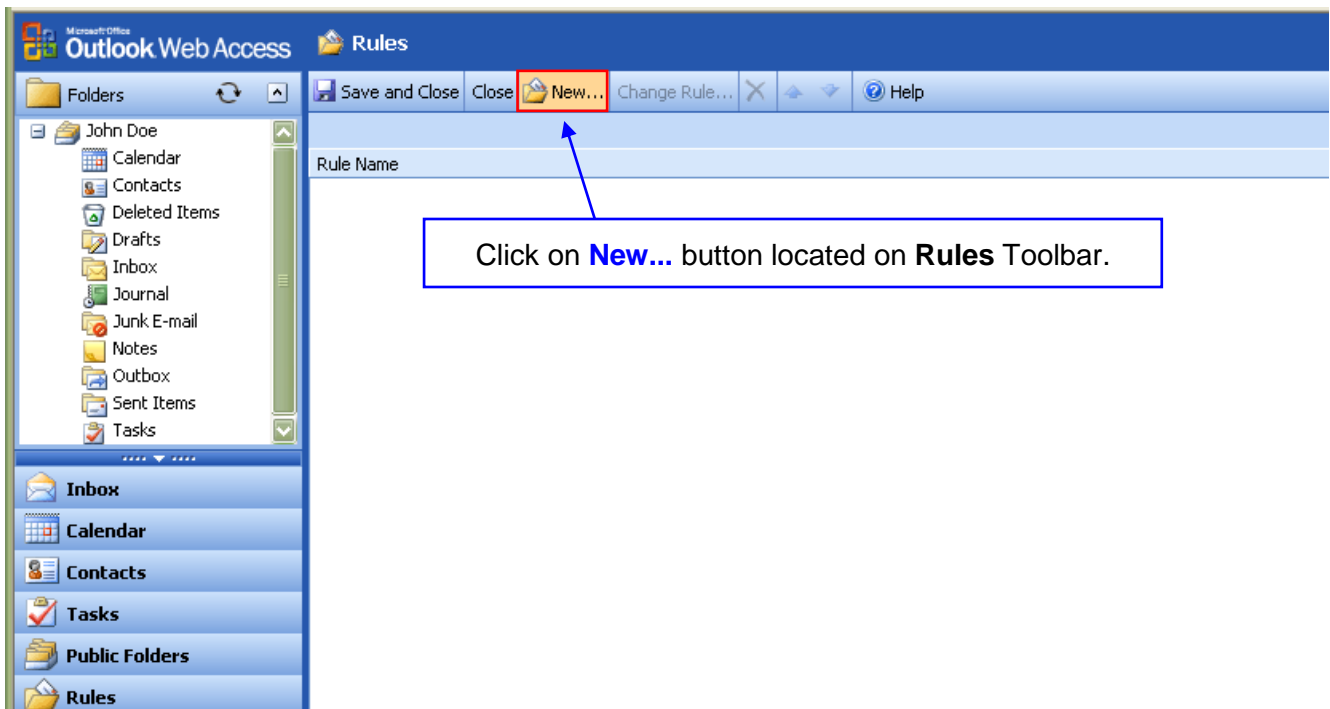 Microsoft Office
Outlook Web Access
Rules
Folders
Save and Close Close New... Change Rule... Help
John Doe
Calendar
Contacts
Deleted Items
Drafts
Inbox
Journal
Junk E-mail
Notes
Outbox
Sent Items
Tasks
Rule Name
Click on New... button located on Rules Toolbar.
Inbox
Calendar
Contacts
Tasks
Public Folders
Rules